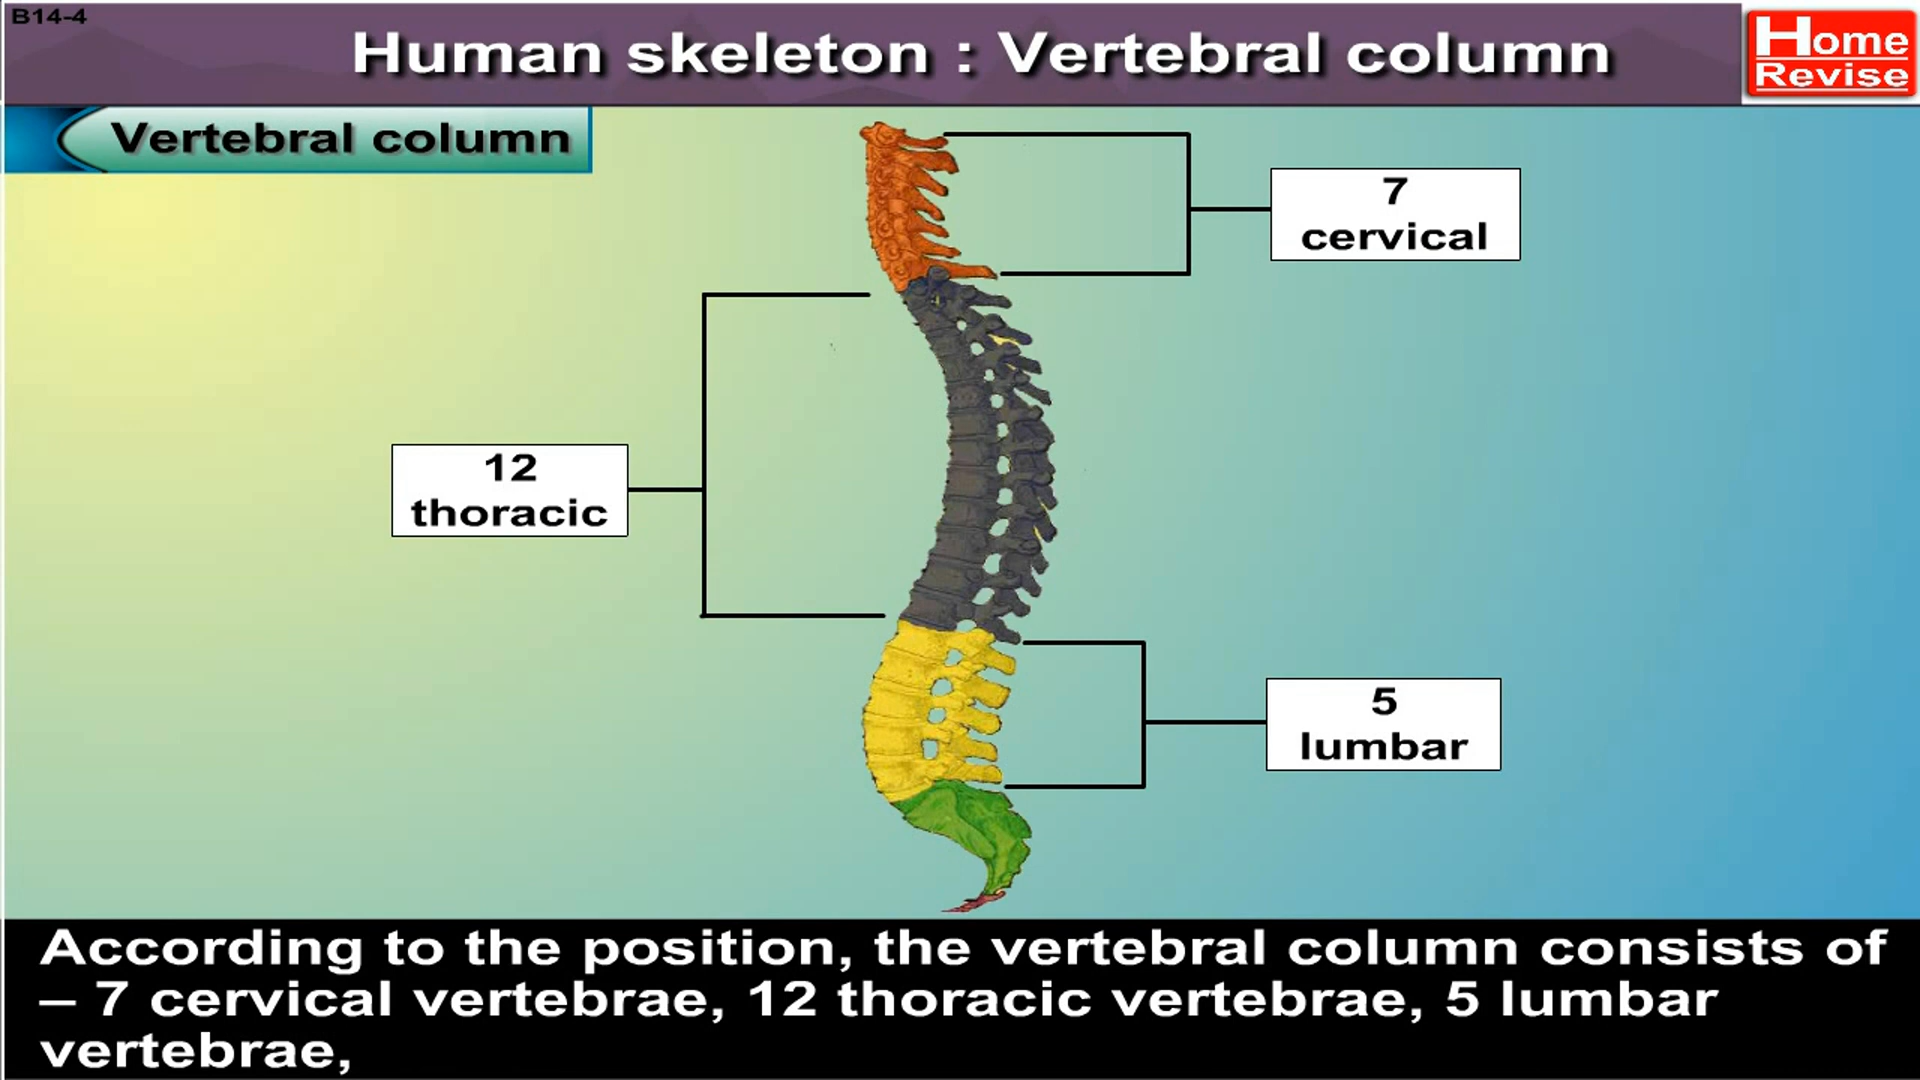 B14-4
Human skeleton : Vertebral column
Home
Revise
Vertebral column
7
cervical
12
thoracic
5
lumbar
According to the position, the vertebral column consists of
– 7 cervical vertebrae, 12 thoracic vertebrae, 5 lumbar
vertebrae,